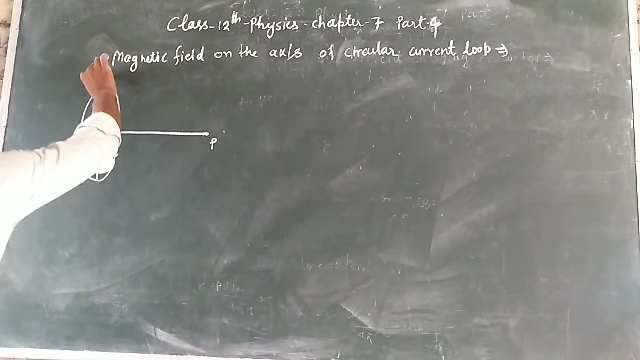 Class-12th-Physics-chapter-7 Part-4
Magnetic field on the axis of circular current loop ⇒
P